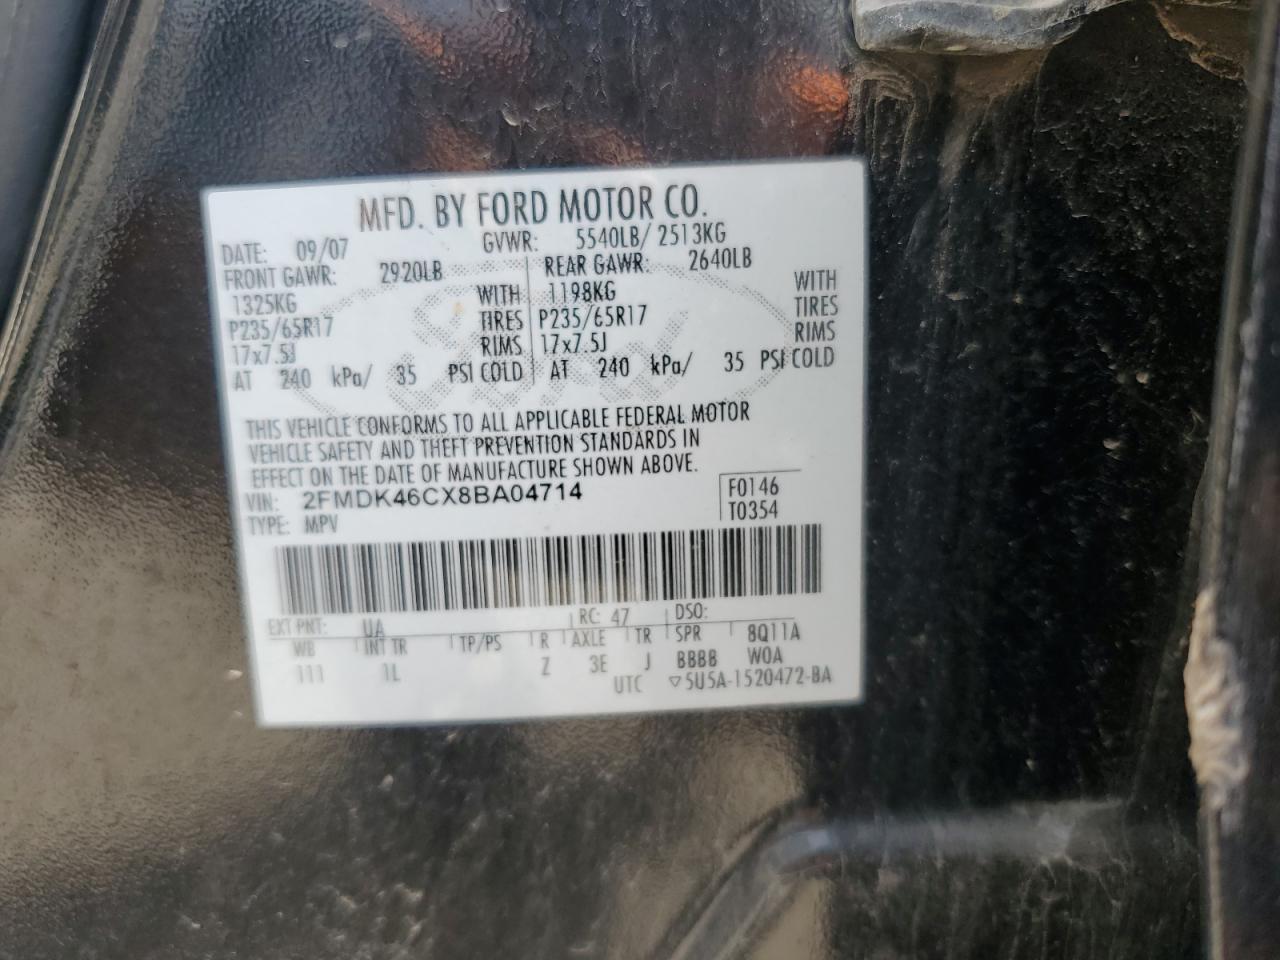 MFD. BY FORD MOTOR CO.
DATE: 09/07 GVWR: 5540LB/ 2513KG
FRONT GAWR: 2920LB REAR GAWR: 2640LB
1325KG WITH 1198KG WITH
P235/65R17 TIRES P235/65R17 TIRES
17x7.5J RIMS 17x7.5J RIMS
AT 240 kPa/ 35 PSI COLD AT 240 kPa/ 35 PSI COLD
THIS VEHICLE CONFORMS TO ALL APPLICABLE FEDERAL MOTOR
VEHICLE SAFETY AND THEFT PREVENTION STANDARDS IN
EFFECT ON THE DATE OF MANUFACTURE SHOWN ABOVE.
VIN: 2FMDK46CX8BA04714 F0146
TYPE: MPV T0354
EXT PNT: UA RC: 47 DSO:
WB INT TR TP/PS R AXLE TR SPR 8Q11A
111 1L Z 3E J BBBB W0A
UTC ▽5U5A-1520472-BA